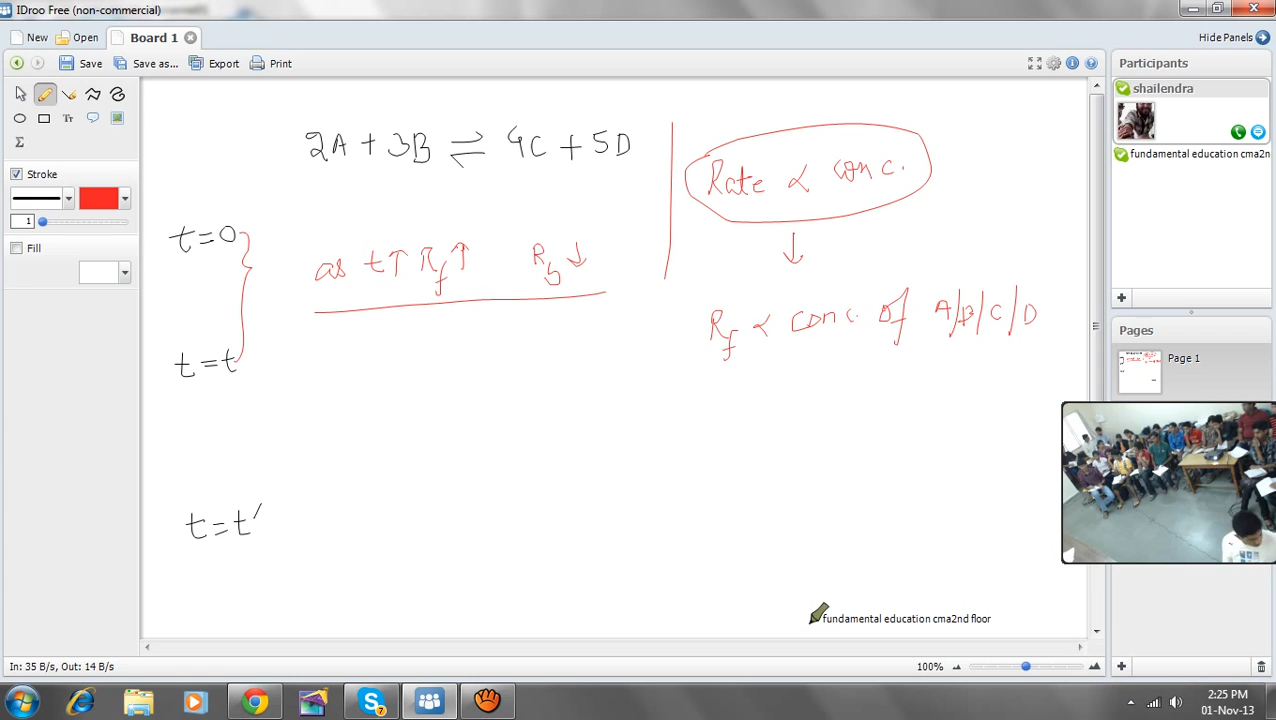 IDroo Free (non-commercial)
New Open Board 1 Hide Panels
Save Save as... Export Print
Participants
shailendra
fundamental education cma2n
Stroke
1
Fill
2A + 3B ⇌ 4C + 5D
Rate ∝ conc.
t=0
as t↑ Rf↑ Rb↓
↓
Rf ∝ conc. of A/B/C/D
t=t
t=t'
Pages
Page 1
fundamental education cma2nd floor
In: 35 B/s, Out: 14 B/s
100%
7
2:25 PM
01-Nov-13